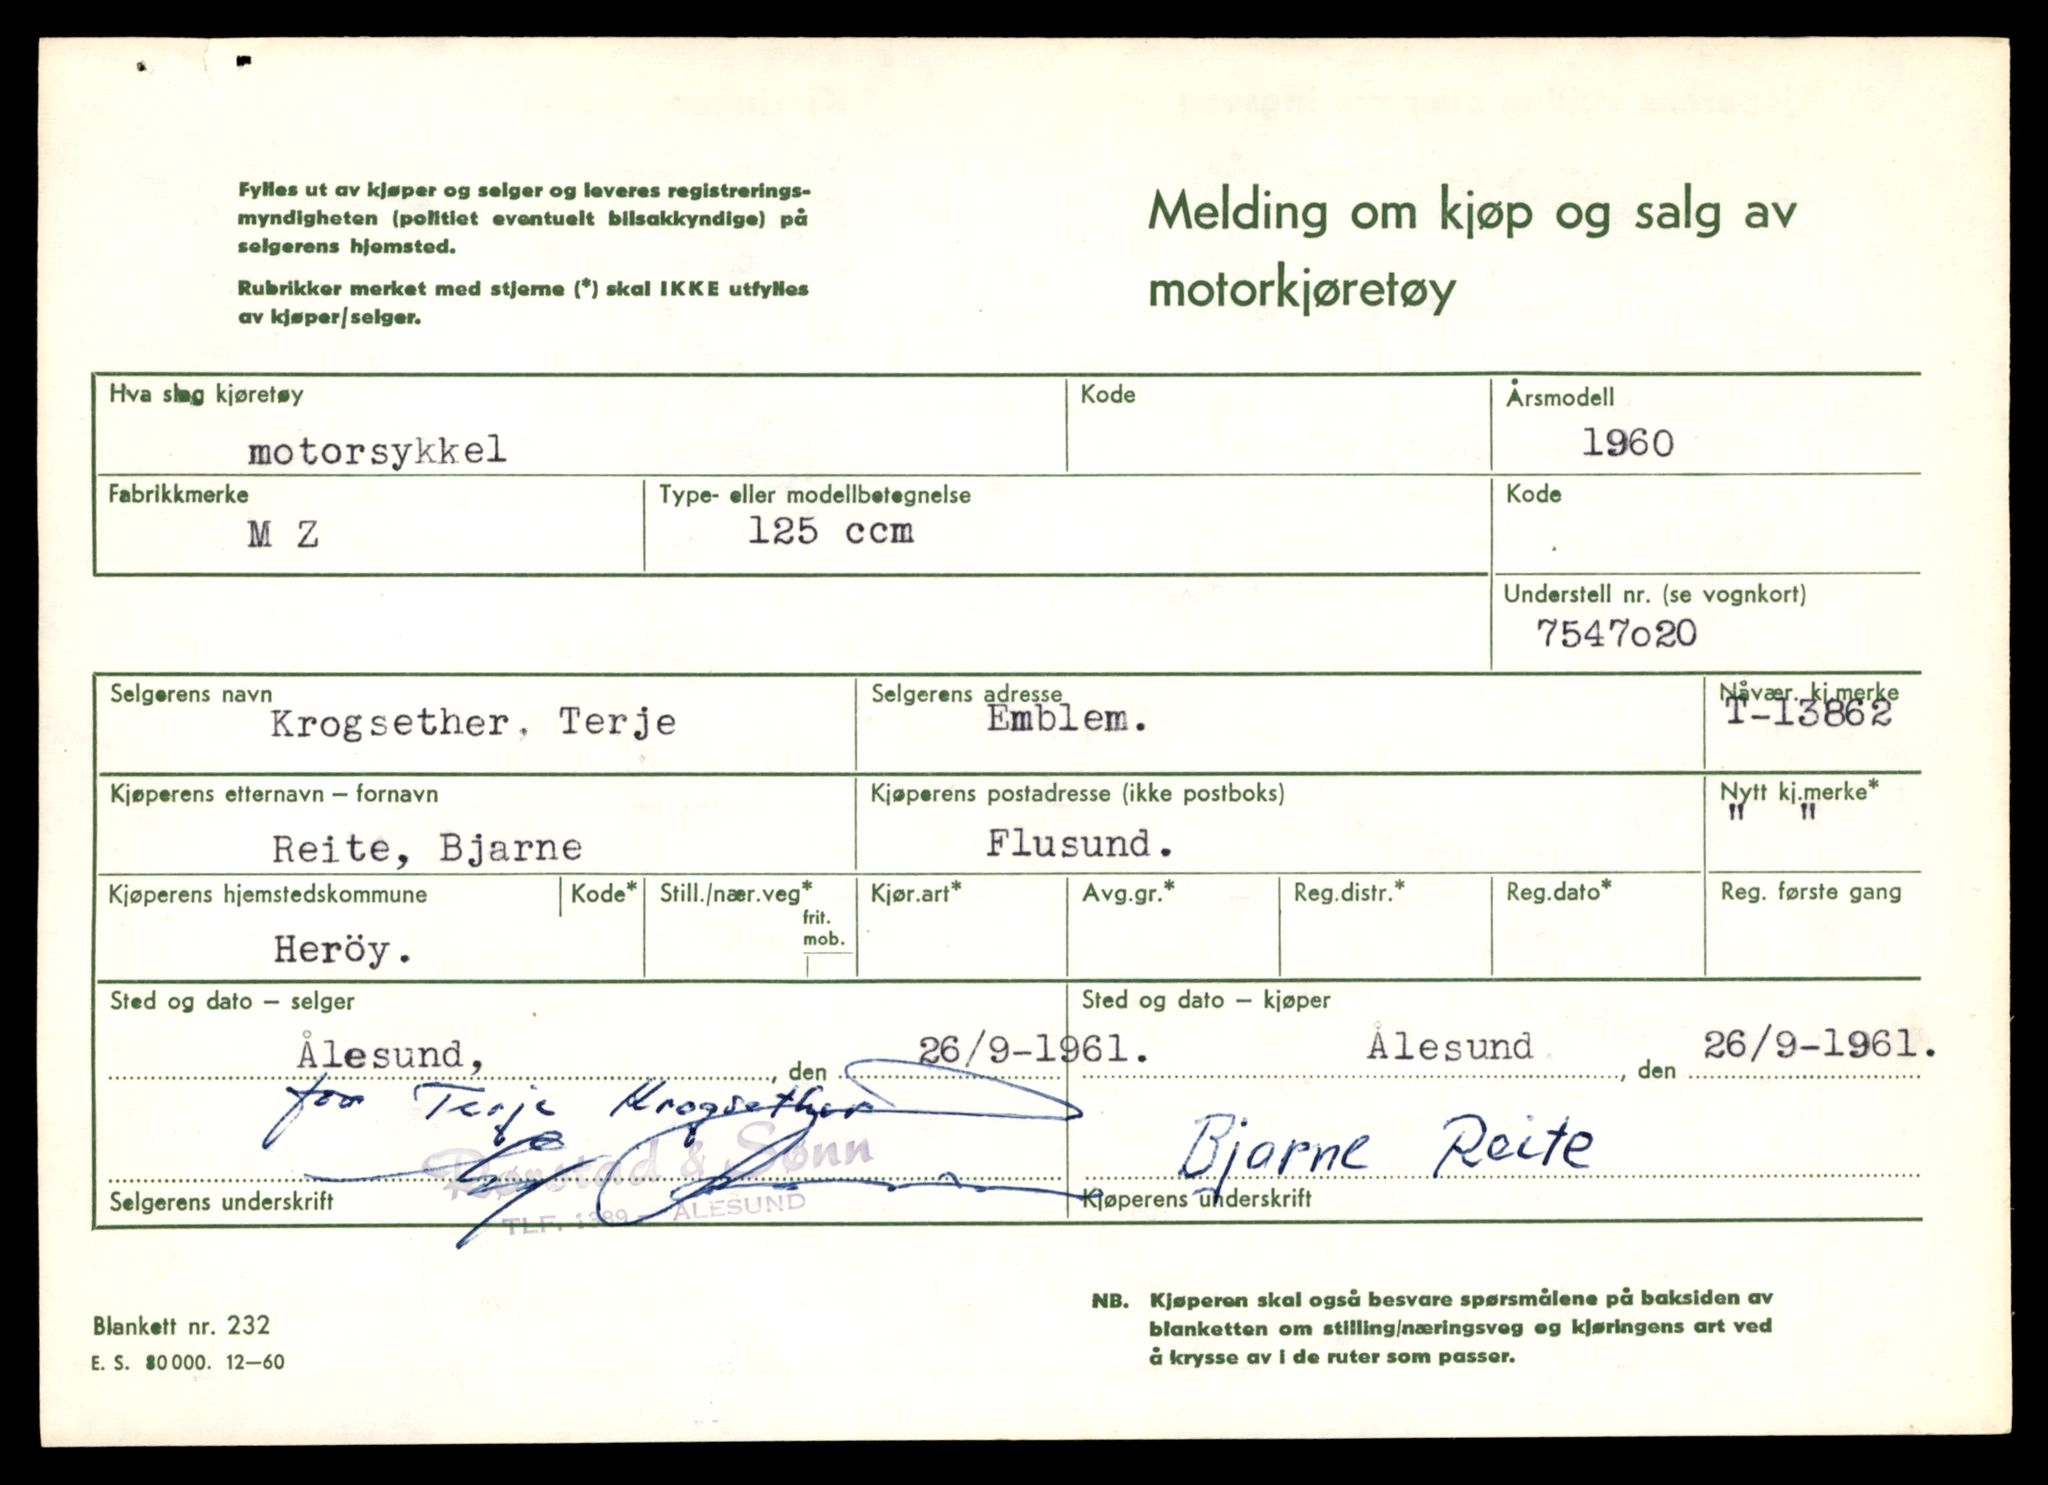 Fylles ut av kjøper og selger og leveres registrerings-
myndigheten (politiet eventuelt bilsakkyndige) på
selgerens hjemsted.
Rubrikker merket med stjerne (*) skal IKKE utfylles
av kjøper/selger.
Melding om kjøp og salg av
motorkjøretøy
Hva slag kjøretøy
motorsykkel
Kode
Årsmodell
1960
Fabrikkmerke
M Z
Type- eller modellbetegnelse
125 ccm
Kode
Understell nr. (se vognkort)
7547o20
Selgerens navn
Krogsether, Terje
Selgerens adresse
Emblem.
Nåvær. kj.merke
T-13862
Kjøperens etternavn – fornavn
Reite, Bjarne
Kjøperens postadresse (ikke postboks)
Flusund.
Nytt kj.merke*
" "
Kjøperens hjemstedskommune
Heröy.
Kode*
Still./nær.veg*
frit.
mob.
Kjør.art*
Avg.gr.*
Reg.distr.*
Reg.dato*
Reg. første gang
Sted og dato – selger
Ålesund, , den 26/9-1961.
for Terje Krogsether
& Sønn
TLF. 1389 – ÅLESUND
Selgerens underskrift
Sted og dato – kjøper
Ålesund , den 26/9-1961.
Bjarne Reite
Kjøperens underskrift
Blankett nr. 232
E. S. 80000. 12–60
NB. Kjøperen skal også besvare spørsmålene på baksiden av
blanketten om stilling/næringsveg og kjøringens art ved
å krysse av i de ruter som passer.